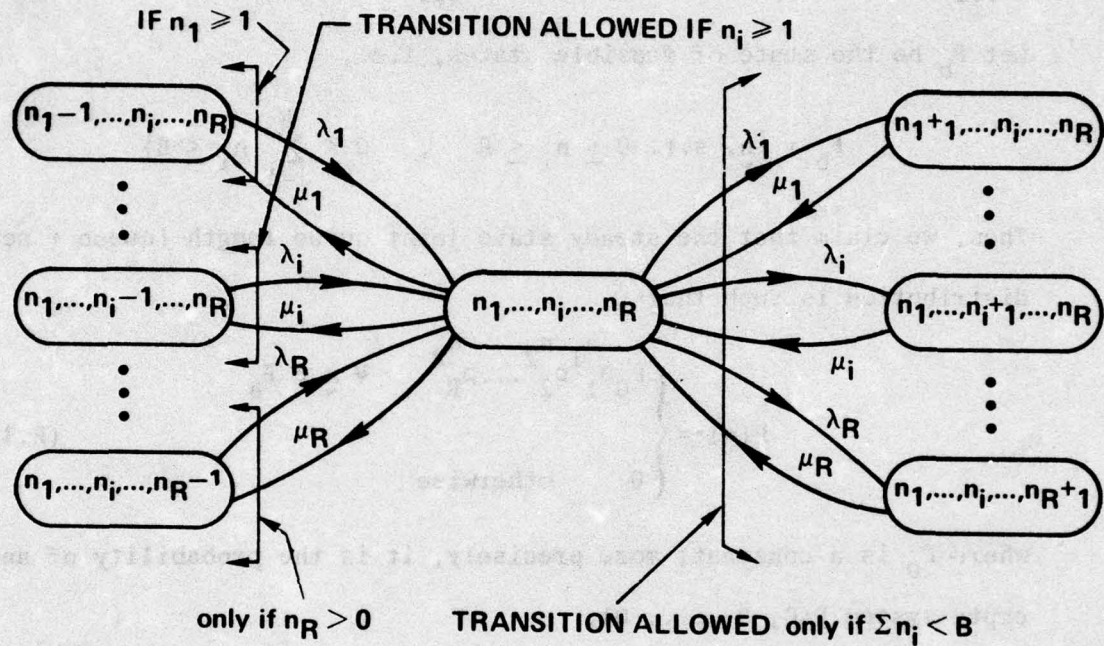 IF n₁ ⩾ 1
TRANSITION ALLOWED IF nᵢ ⩾ 1
n₁−1,...,nᵢ,...,n_R
λ₁
μ₁
λ₁
μ₁
n₁+1,...,nᵢ,...,n_R
n₁,...,nᵢ−1,...,n_R
λᵢ
μᵢ
n₁,...,nᵢ,...,n_R
λᵢ
μᵢ
n₁,...,nᵢ+1,...,n_R
λ_R
μ_R
λ_R
μ_R
n₁,...,nᵢ,...,n_R−1
n₁,...,nᵢ,...,n_R+1
only if n_R > 0
TRANSITION ALLOWED only if Σnᵢ < B